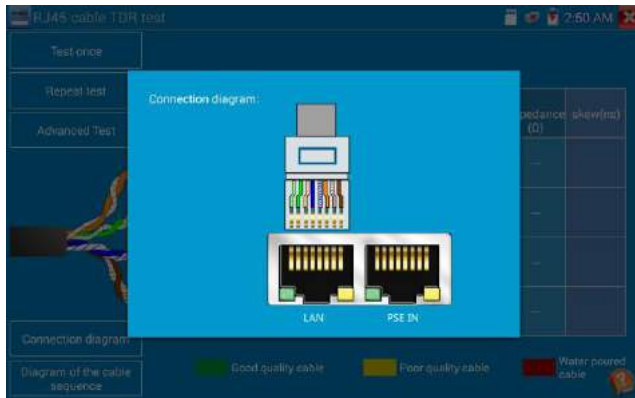 RJ45 cable TDR test
2:50 AM
Test once
Repeat test
Advanced Test
Connection diagram:
pedance
(Ω)
skew(ns)
LAN
PSE IN
Connection diagram
Diagram of the cable
sequence
Good quality cable
Poor quality cable
Water poured
cable